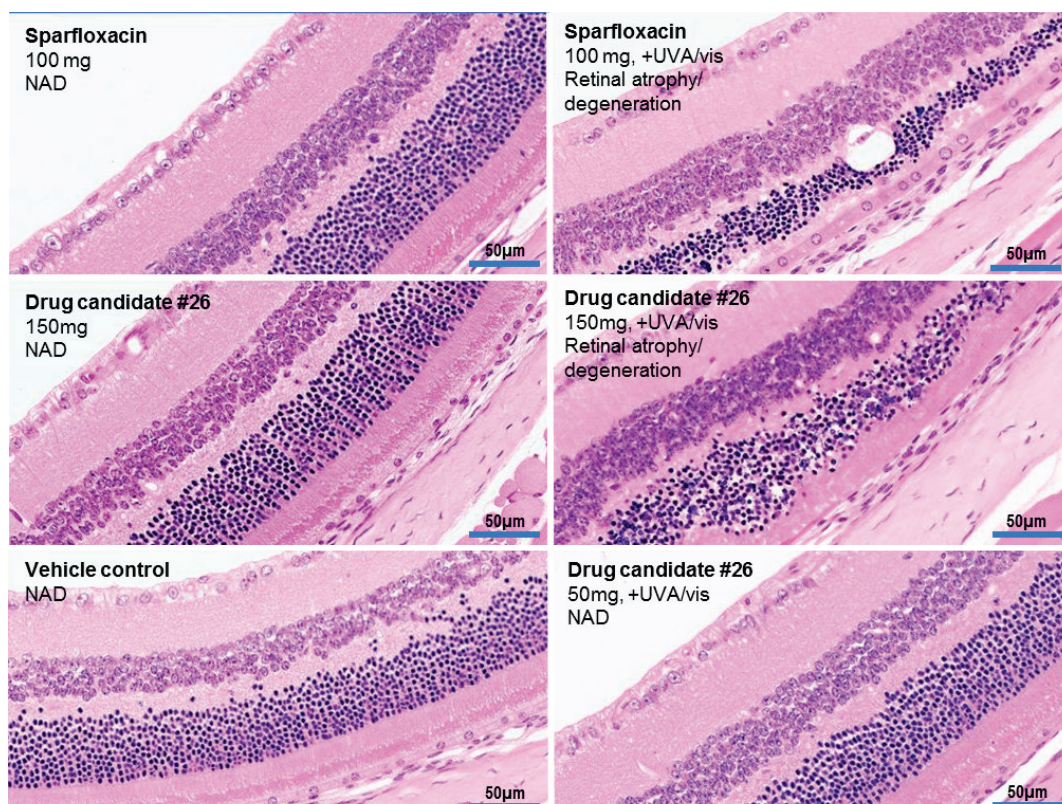 Sparfloxacin
100 mg
NAD
50µm
Sparfloxacin
100 mg, +UVA/vis
Retinal atrophy/
degeneration
50µm
Drug candidate #26
150mg
NAD
50µm
Drug candidate #26
150mg, +UVA/vis
Retinal atrophy/
degeneration
50µm
Vehicle control
NAD
50µm
Drug candidate #26
50mg, +UVA/vis
NAD
50µm